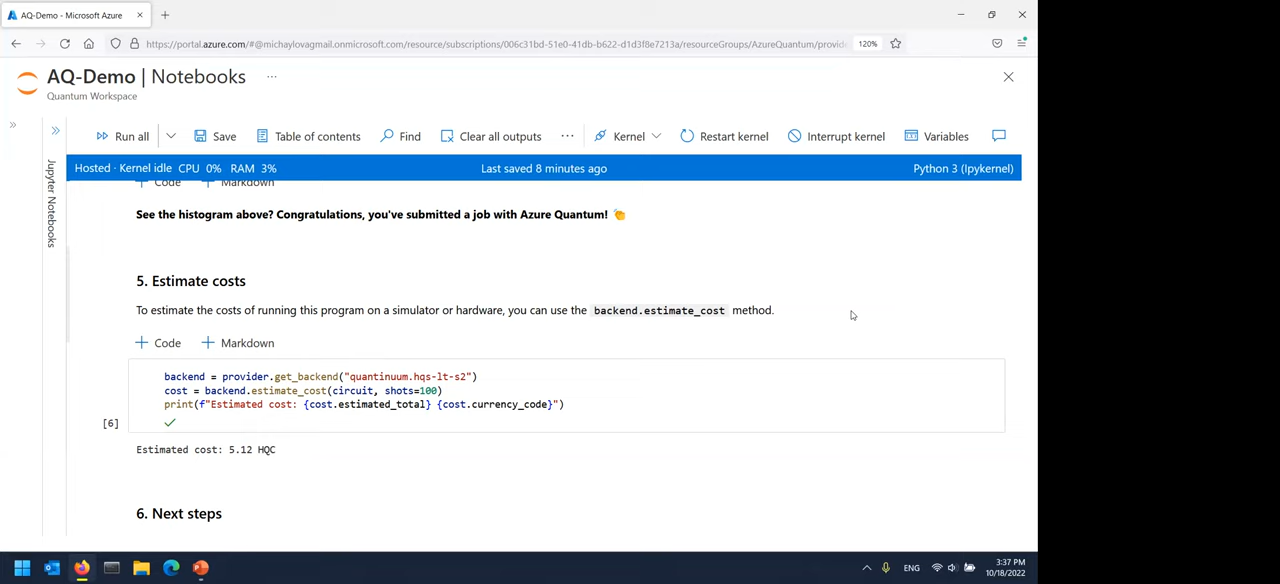 AQ-Demo - Microsoft Azure
https://portal.azure.com/#@michaylovagmail.onmicrosoft.com/resource/subscriptions/006c31bd-51e0-41db-b622-d1d3f8e7213a/resourceGroups/AzureQuantum/provid
120%
AQ-Demo | Notebooks
Quantum Workspace
Run all
Save
Table of contents
Find
Clear all outputs
Kernel
Restart kernel
Interrupt kernel
Variables
Jupyter Notebooks
Hosted · Kernel idle CPU 0% RAM 3%
Last saved 8 minutes ago
Python 3 (Ipykernel)
Code
Markdown
See the histogram above? Congratulations, you've submitted a job with Azure Quantum!
5. Estimate costs
To estimate the costs of running this program on a simulator or hardware, you can use the backend.estimate_cost method.
Code
Markdown
backend = provider.get_backend("quantinuum.hqs-lt-s2")
cost = backend.estimate_cost(circuit, shots=100)
print(f"Estimated cost: {cost.estimated_total} {cost.currency_code}")
[6]
Estimated cost: 5.12 HQC
6. Next steps
ENG
3:37 PM
10/18/2022